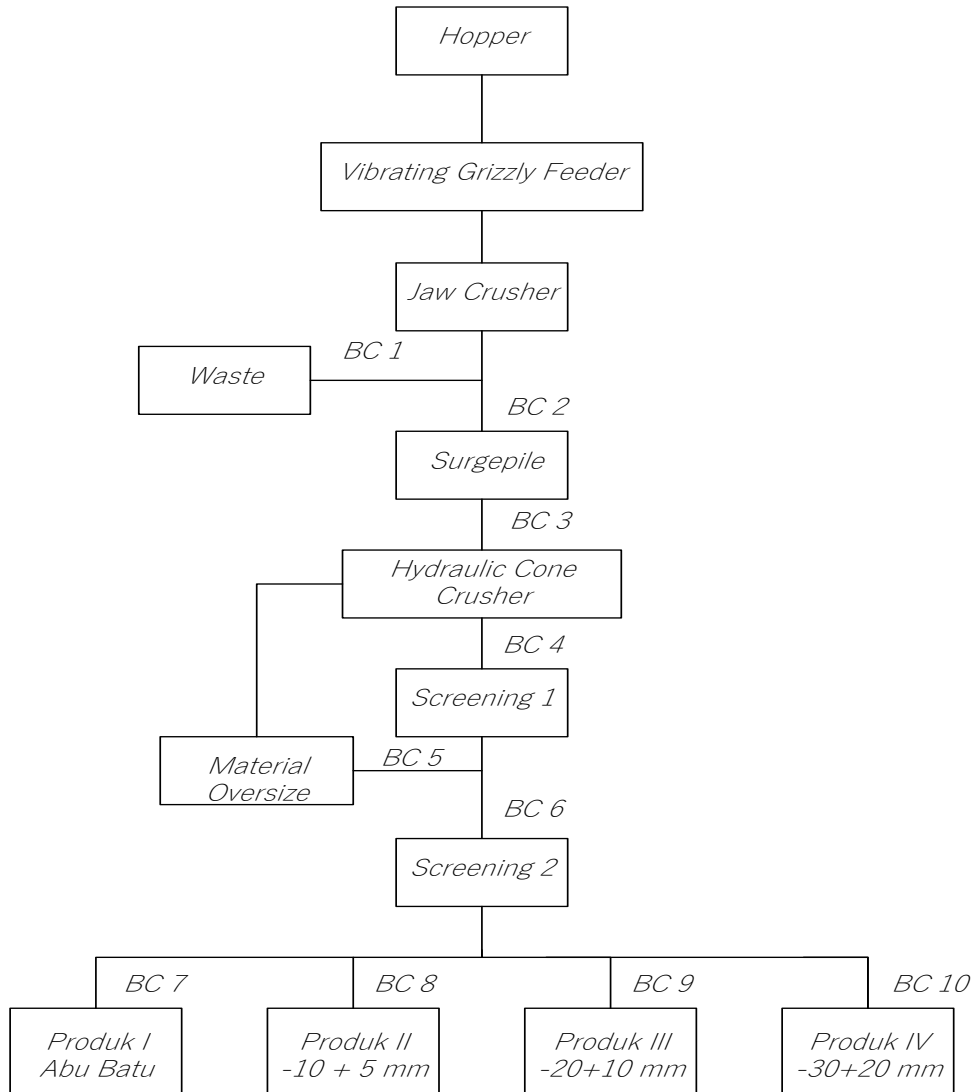 Hopper
Vibrating Grizzly Feeder
Jaw Crusher
BC 1
Waste
BC 2
Surgepile
BC 3
Hydraulic Cone
Crusher
BC 4
Screening 1
BC 5
Material
Oversize
BC 6
Screening 2
BC 7
BC 8
BC 9
BC 10
Produk I
Abu Batu
Produk II
-10 + 5 mm
Produk III
-20+10 mm
Produk IV
-30+20 mm